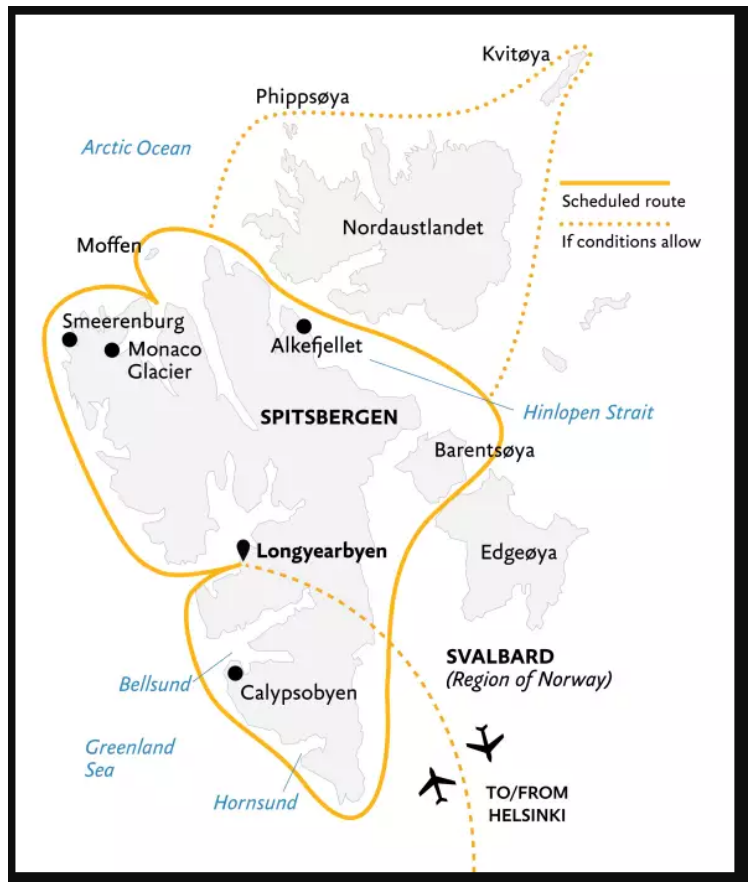 Kvitøya
Phippsøya
Arctic Ocean
Scheduled route
Nordaustlandet
If conditions allow
Moffen
Smeerenburg
Monaco
Glacier
Alkefjellet
SPITSBERGEN
Hinlopen Strait
Barentsøya
Longyearbyen
Edgeøya
SVALBARD
(Region of Norway)
Bellsund
Calypsobyen
Greenland
Sea
Hornsund
TO/FROM
HELSINKI